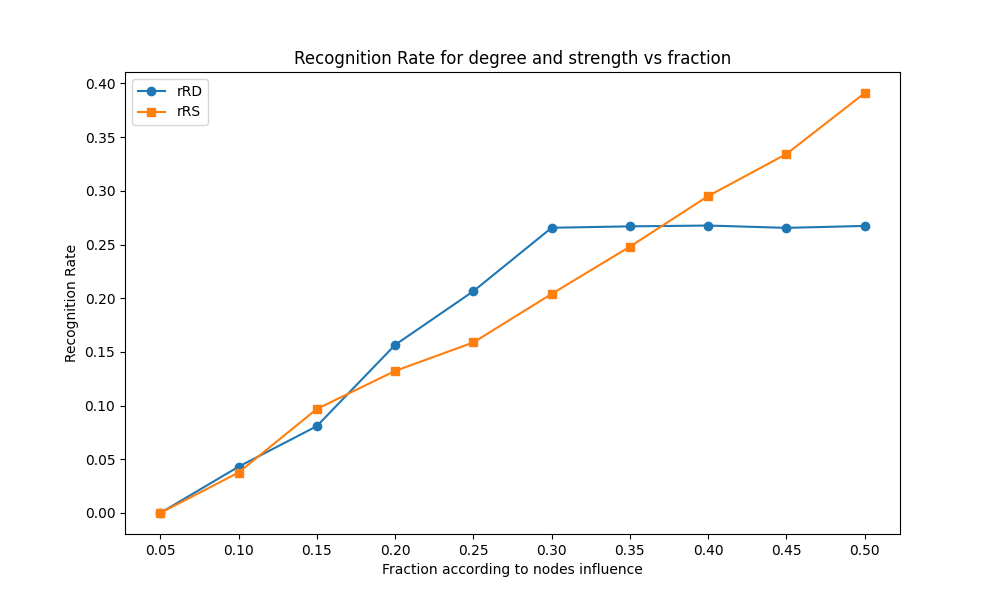 Recognition Rate for degree and strength vs fraction
rRD
rRS
Recognition Rate
0.40
0.35
0.30
0.25
0.20
0.15
0.10
0.05
0.00
0.05 0.10 0.15 0.20 0.25 0.30 0.35 0.40 0.45 0.50
Fraction according to nodes influence